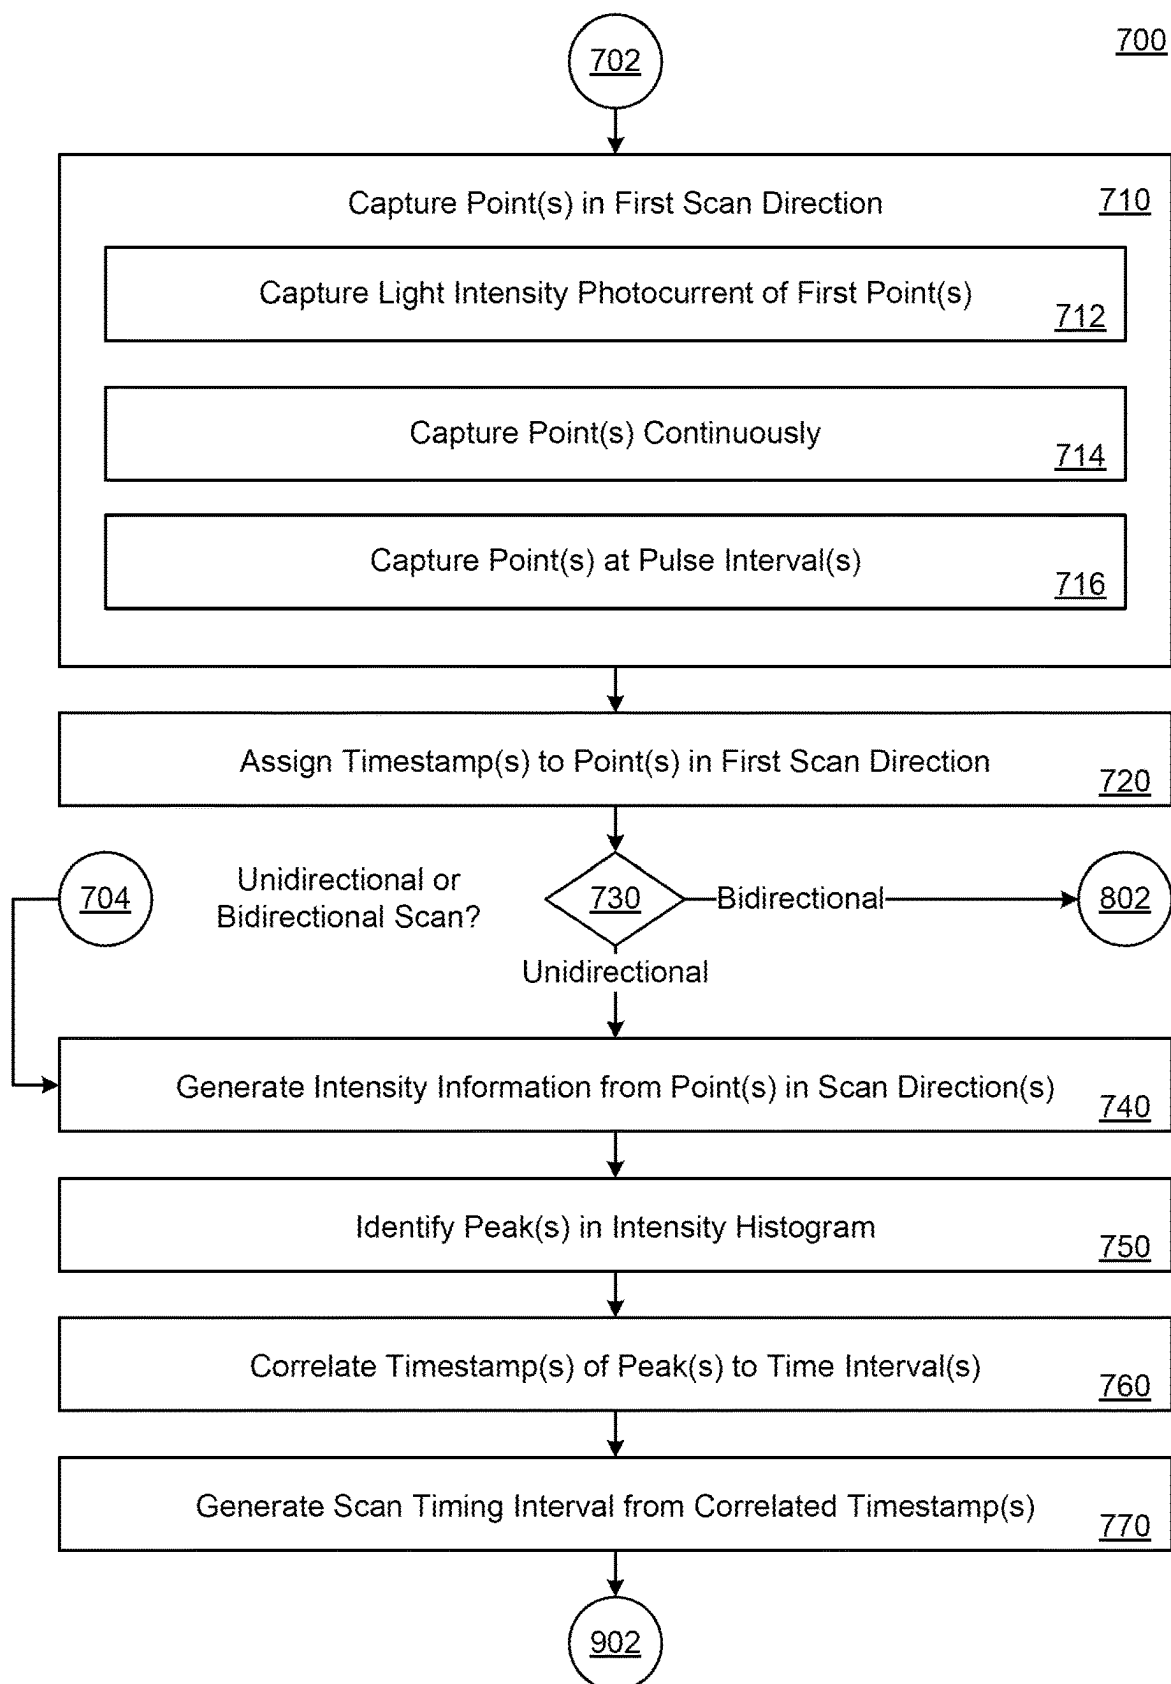 700
702
Capture Point(s) in First Scan Direction
710
Capture Light Intensity Photocurrent of First Point(s)
712
Capture Point(s) Continuously
714
Capture Point(s) at Pulse Interval(s)
716
Assign Timestamp(s) to Point(s) in First Scan Direction
720
704
Unidirectional or
Bidirectional Scan?
730
Bidirectional
802
Unidirectional
Generate Intensity Information from Point(s) in Scan Direction(s)
740
Identify Peak(s) in Intensity Histogram
750
Correlate Timestamp(s) of Peak(s) to Time Interval(s)
760
Generate Scan Timing Interval from Correlated Timestamp(s)
770
902